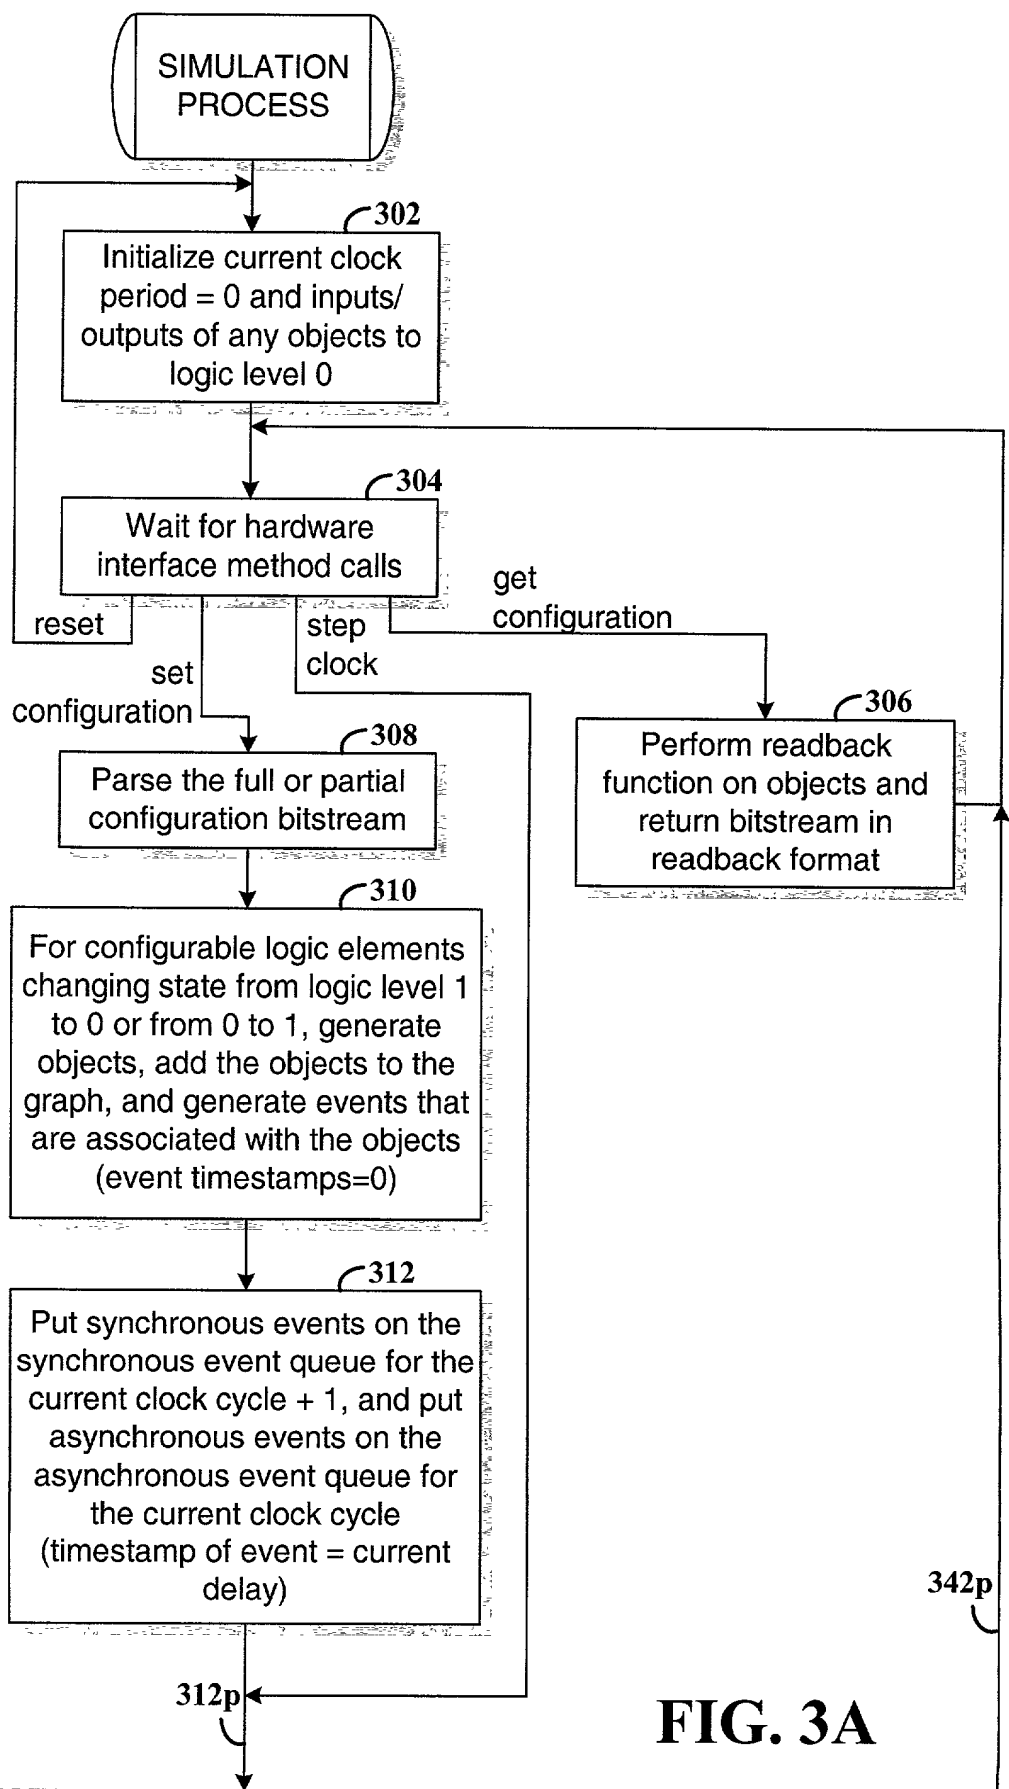 SIMULATION
PROCESS
302
Initialize current clock
period = 0 and inputs/
outputs of any objects to
logic level 0
304
Wait for hardware
interface method calls
reset
set
configuration
step
clock
get
configuration
306
Perform readback
function on objects and
return bitstream in
readback format
308
Parse the full or partial
configuration bitstream
310
For configurable logic elements
changing state from logic level 1
to 0 or from 0 to 1, generate
objects, add the objects to the
graph, and generate events that
are associated with the objects
(event timestamps=0)
312
Put synchronous events on the
synchronous event queue for the
current clock cycle + 1, and put
asynchronous events on the
asynchronous event queue for
the current clock cycle
(timestamp of event = current
delay)
342p
312p
FIG. 3A